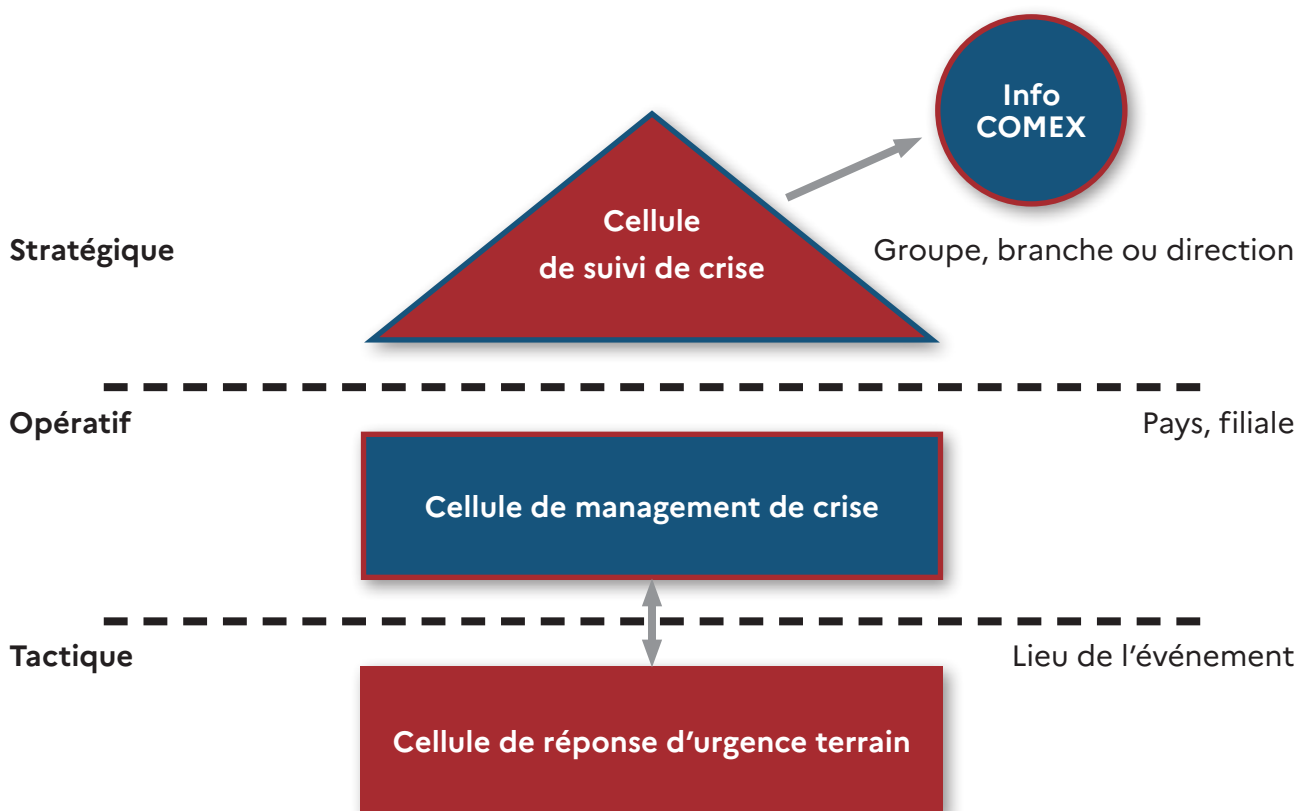 Info
COMEX
Cellule
de suivi de crise
Stratégique
Groupe, branche ou direction
Opératif
Pays, filiale
Cellule de management de crise
Tactique
Lieu de l’événement
Cellule de réponse d’urgence terrain